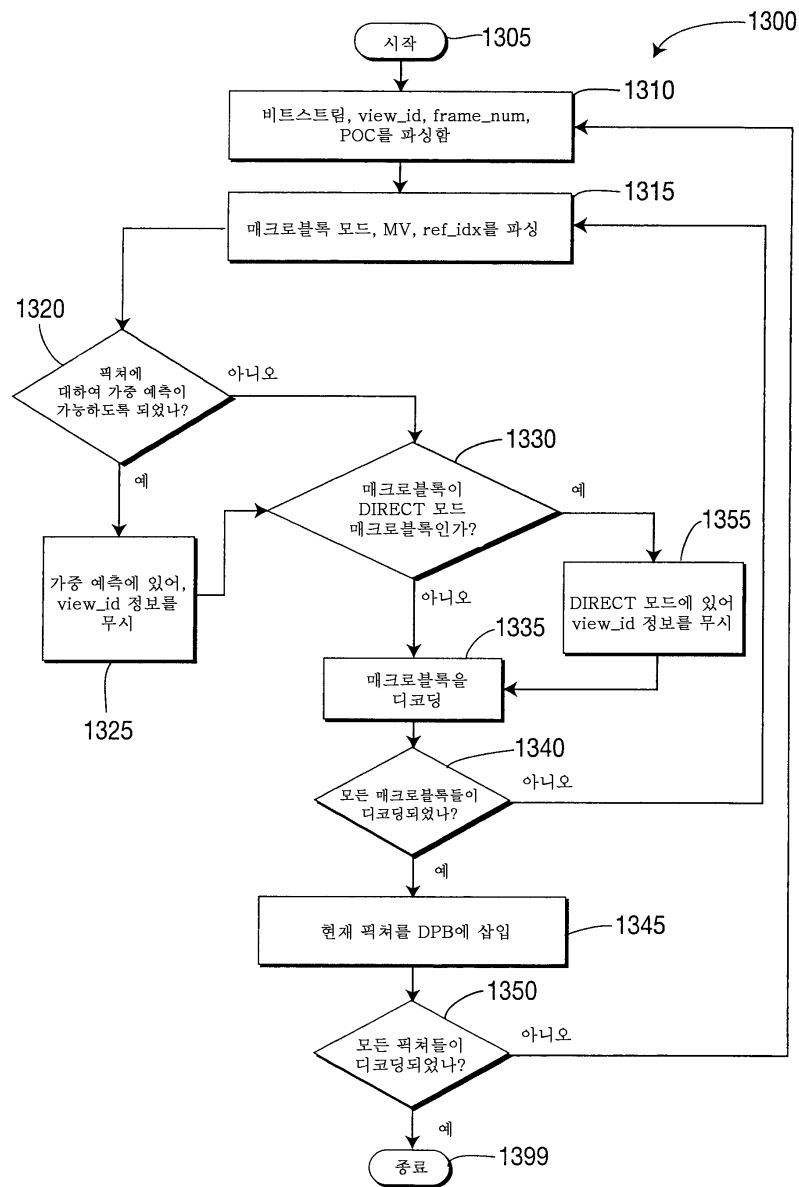 1300
시작
1305
1310
비트스트림, view_id, frame_num,
POC를 파싱함
1315
매크로블록 모드, MV, ref_idx를 파싱
1320
픽쳐에
대하여 가중 예측이
가능하도록 되었나?
아니오
예
1330
매크로블록이
DIRECT 모드
매크로블록인가?
예
아니오
1355
DIRECT 모드에 있어
view_id 정보를 무시
가중 예측에 있어,
view_id 정보를
무시
1325
1335
매크로블록을
디코딩
1340
모든 매크로블록들이
디코딩되었나?
아니오
예
현재 픽쳐를 DPB에 삽입
1345
1350
모든 픽쳐들이
디코딩되었나?
아니오
예
종료
1399